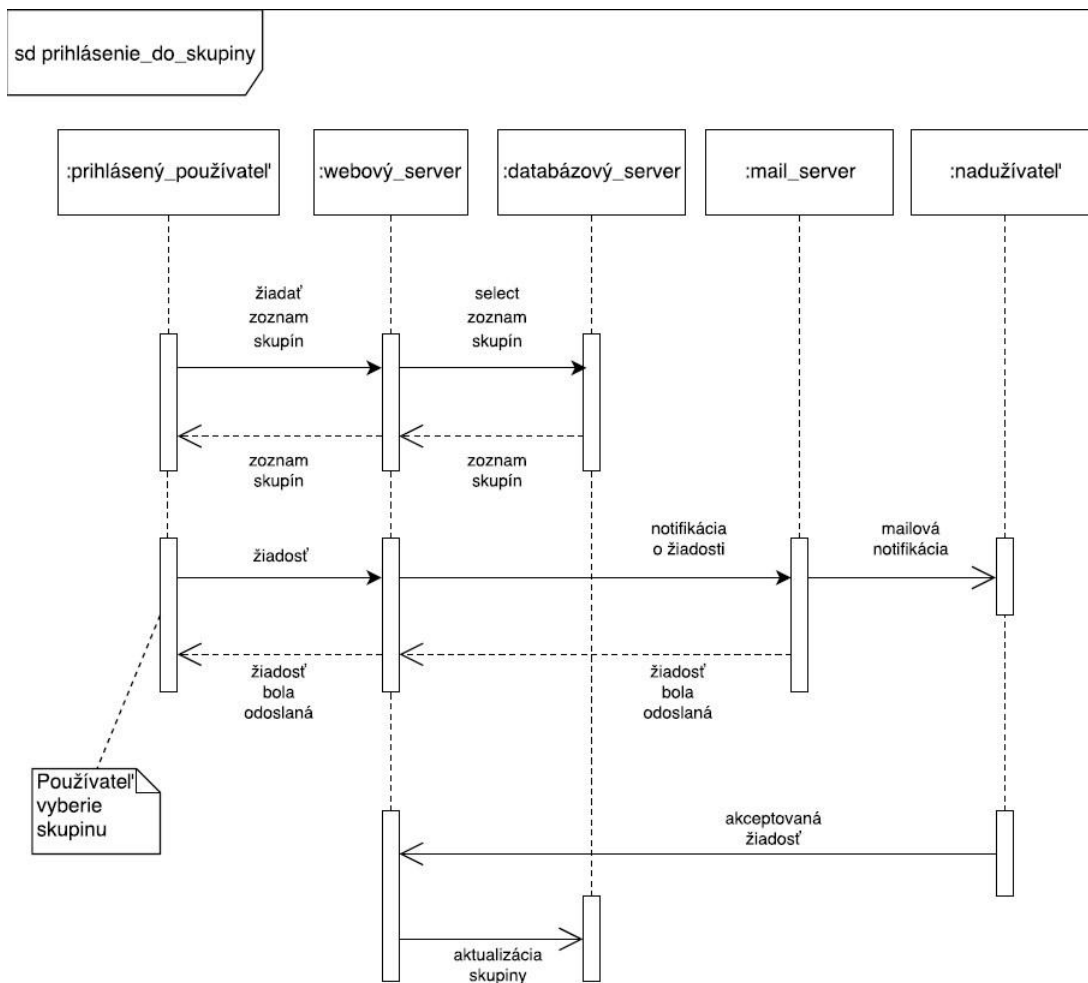 sd prihlásenie_do_skupiny
:prihlásený_používateľ
:webový_server
:databázový_server
:mail_server
:nadužívateľ
žiadať
zoznam
skupín
select
zoznam
skupín
zoznam
skupín
zoznam
skupín
žiadosť
notifikácia
o žiadosti
mailová
notifikácia
žiadosť
bola
odoslaná
žiadosť
bola
odoslaná
Používateľ
vyberie
skupinu
akceptovaná
žiadosť
aktualizácia
skupiny